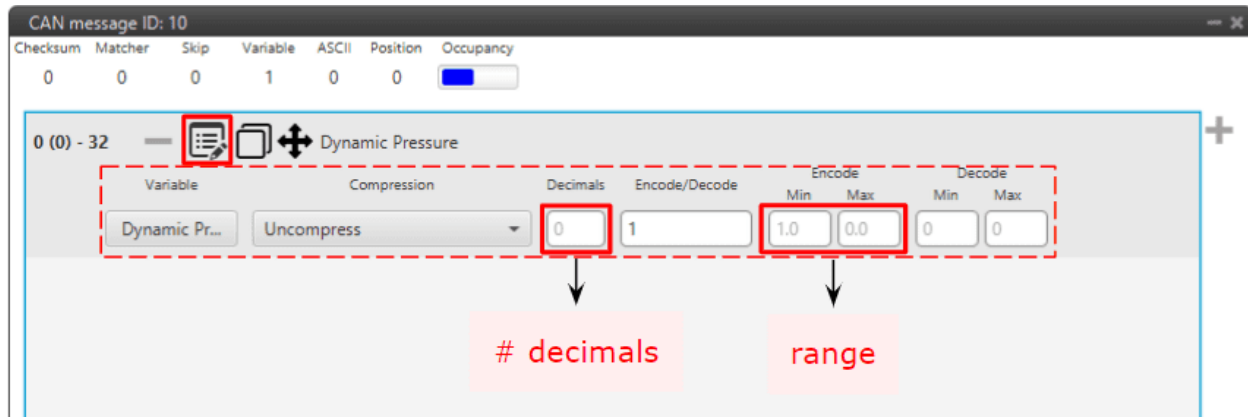 CAN message ID: 10
Checksum Matcher Skip Variable ASCII Position Occupancy
0 0 0 1 0 0
0 (0) - 32 Dynamic Pressure
Variable Compression Decimals Encode/Decode Encode Decode
Min Max Min Max
Dynamic Pr... Uncompress 0 1 1.0 0.0 0 0
# decimals range